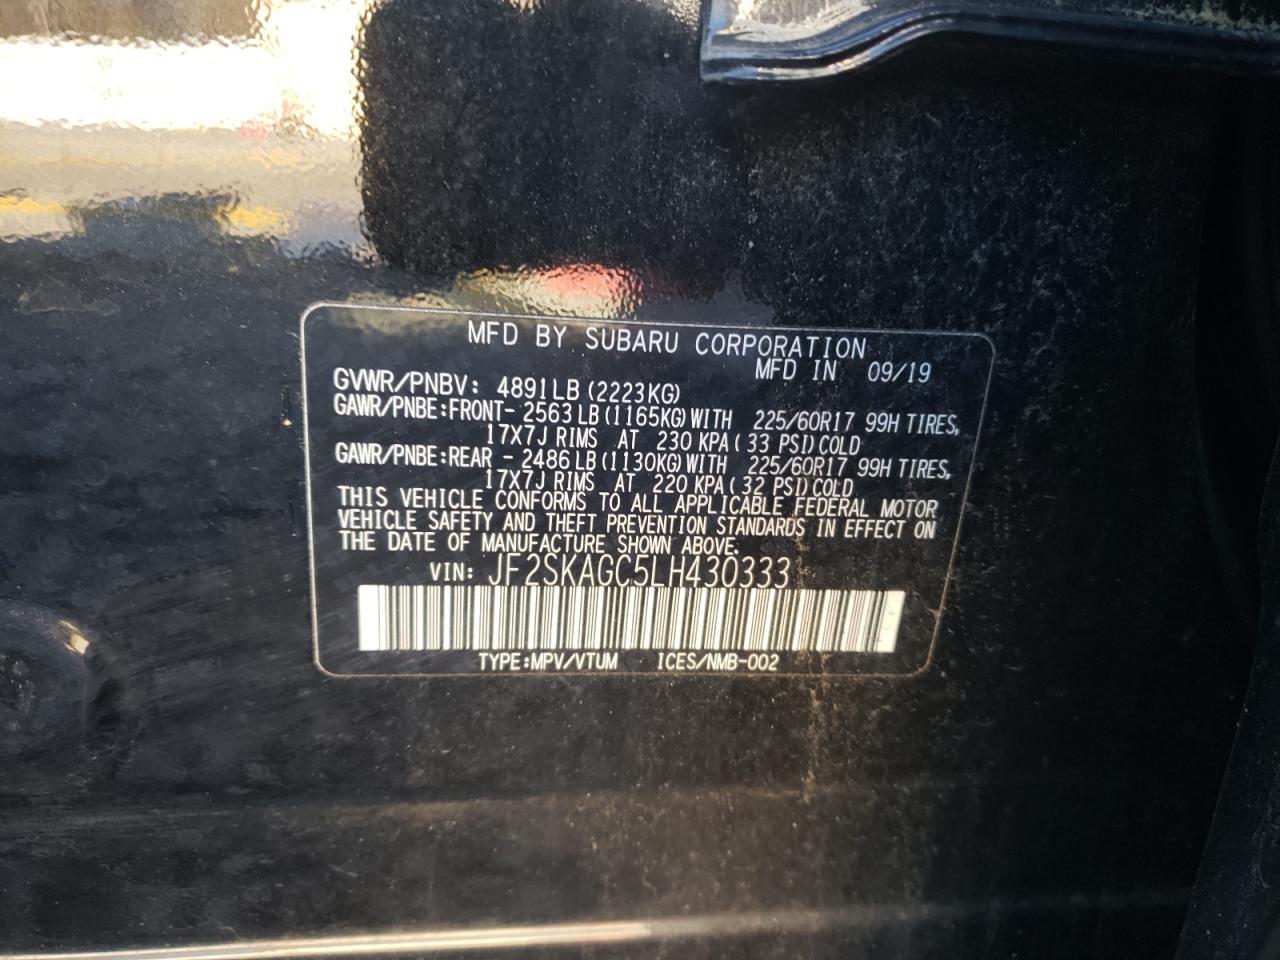 MFD BY SUBARU CORPORATION
MFD IN 09/19
GVWR/PNBV: 4891LB (2223KG)
GAWR/PNBE:FRONT- 2563 LB (1165KG) WITH 225/60R17 99H TIRES,
17X7J RIMS AT 230 KPA ( 33 PSI) COLD
GAWR/PNBE:REAR - 2486 LB (1130KG) WITH 225/60R17 99H TIRES,
17X7J RIMS AT 220 KPA ( 32 PSI) COLD
THIS VEHICLE CONFORMS TO ALL APPLICABLE FEDERAL MOTOR
VEHICLE SAFETY AND THEFT PREVENTION STANDARDS IN EFFECT ON
THE DATE OF MANUFACTURE SHOWN ABOVE.
VIN: JF2SKAGC5LH430333
TYPE:MPV/VTUM ICES/NMB-002